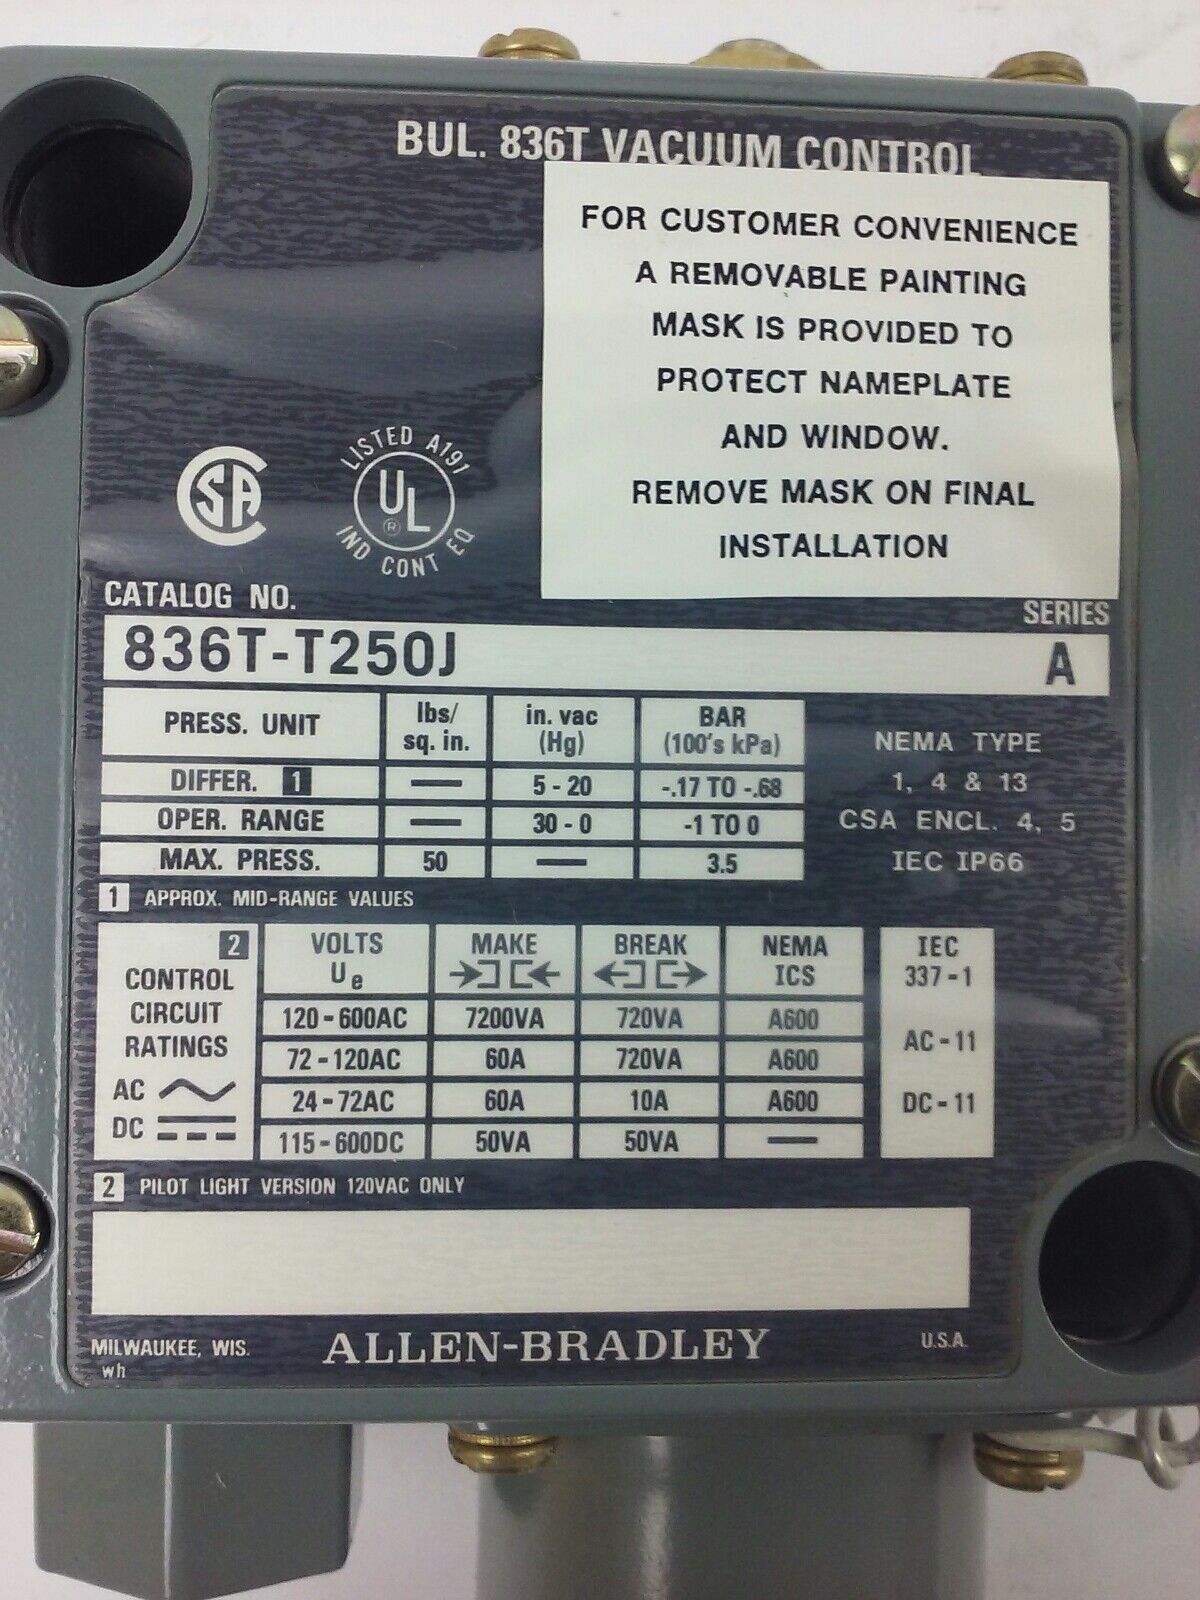 BUL. 836T VACUUM CONTROL
FOR CUSTOMER CONVENIENCE
A REMOVABLE PAINTING
MASK IS PROVIDED TO
PROTECT NAMEPLATE
AND WINDOW.
REMOVE MASK ON FINAL
INSTALLATION
CSA
LISTED A191
UL
®
IND CONT EQ
CATALOG NO.
SERIES
836T-T250J A
PRESS. UNIT lbs/ sq. in. in. vac (Hg) BAR (100's kPa)
DIFFER. 1 — 5 - 20 -.17 TO -.68
OPER. RANGE — 30 - 0 -1 TO 0
MAX. PRESS. 50 — 3.5
NEMA TYPE
1, 4 & 13
CSA ENCL. 4, 5
IEC IP66
1 APPROX. MID-RANGE VALUES
2
CONTROL
CIRCUIT
RATINGS
AC
DC
VOLTS Ue MAKE BREAK NEMA ICS
120-600AC 7200VA 720VA A600
72-120AC 60A 720VA A600
24-72AC 60A 10A A600
115-600DC 50VA 50VA —
IEC
337-1
AC-11
DC-11
2 PILOT LIGHT VERSION 120VAC ONLY
MILWAUKEE, WIS. ALLEN-BRADLEY U.S.A.
wh